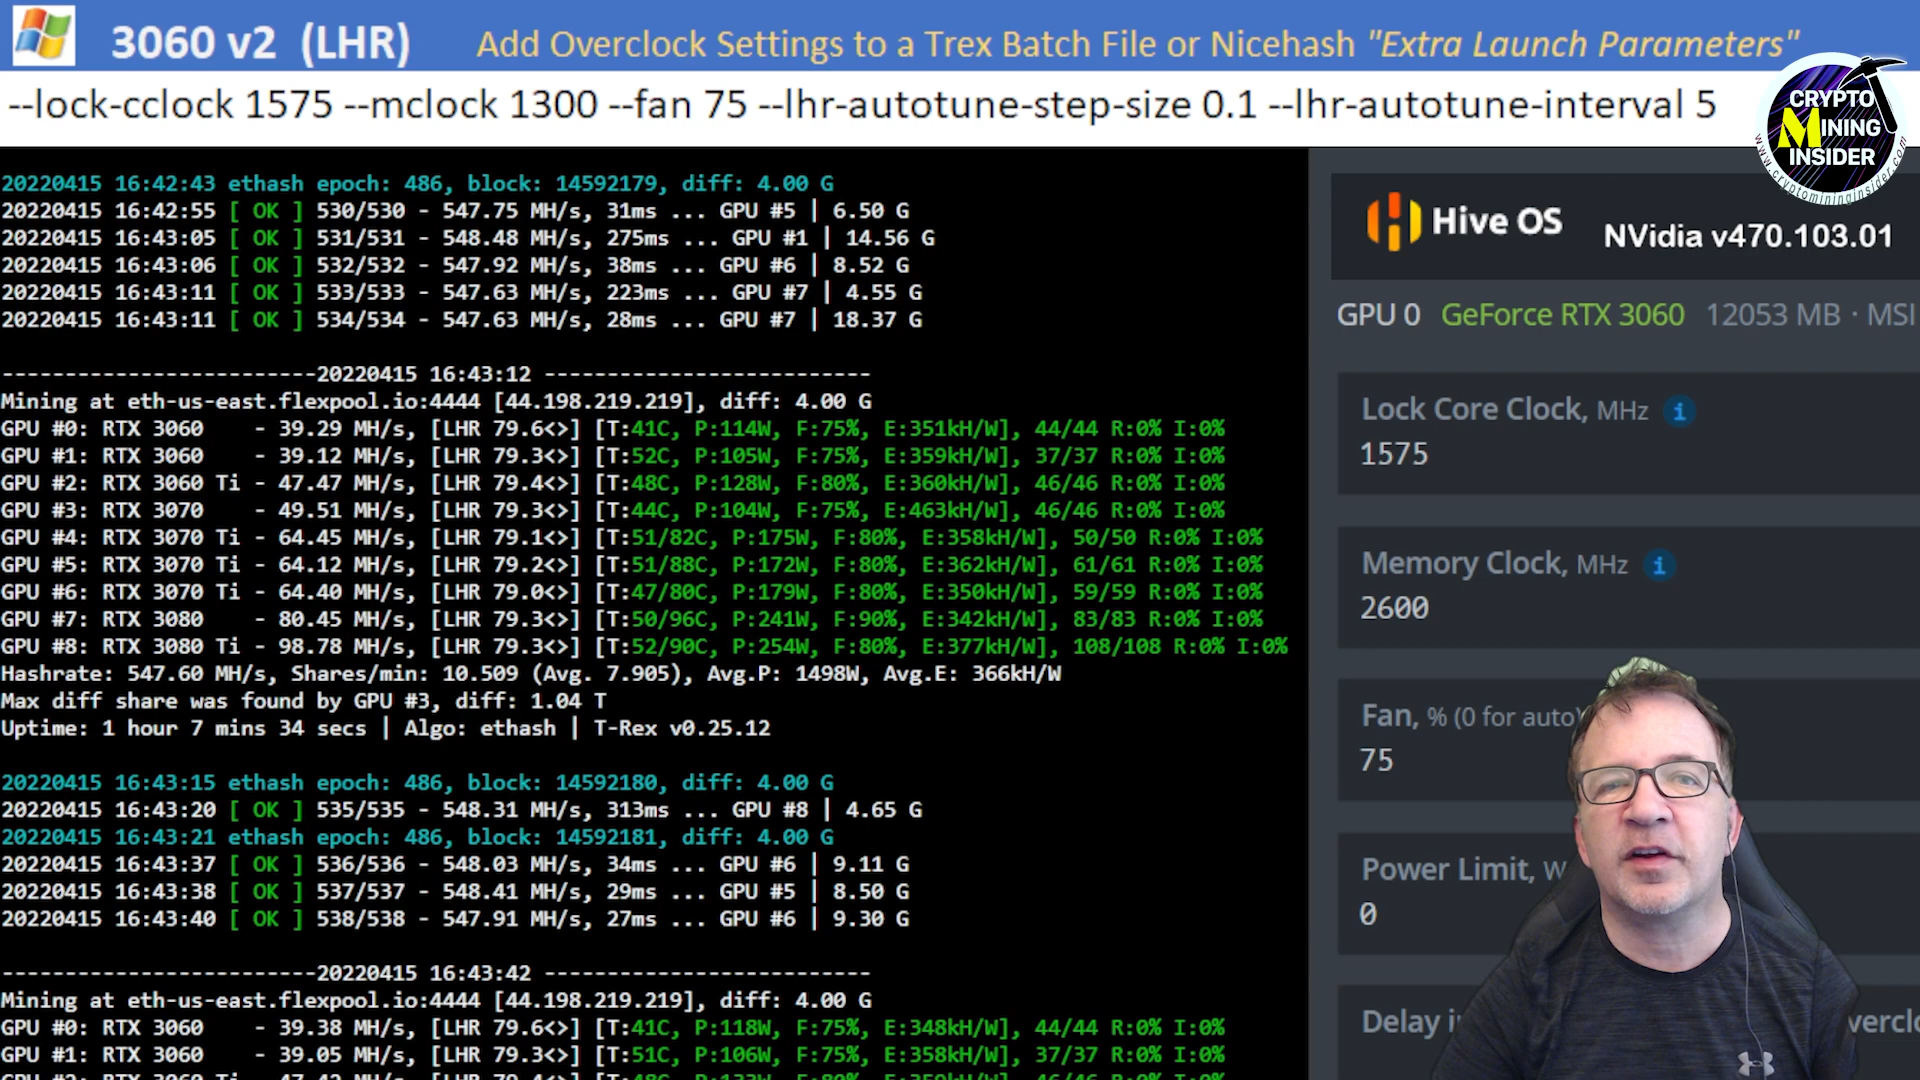 3060 v2 (LHR) Add Overclock Settings to a Trex Batch File or Nicehash "Extra Launch Parameters"
--lock-cclock 1575 --mclock 1300 --fan 75 --lhr-autotune-step-size 0.1 --lhr-autotune-interval 5
CRYPTO
MINING
INSIDER
www.cryptomininginsider.com
20220415 16:42:43 ethash epoch: 486, block: 14592179, diff: 4.00 G
20220415 16:42:55 [ OK ] 530/530 - 547.75 MH/s, 31ms ... GPU #5 | 6.50 G
20220415 16:43:05 [ OK ] 531/531 - 548.48 MH/s, 275ms ... GPU #1 | 14.56 G
20220415 16:43:06 [ OK ] 532/532 - 547.92 MH/s, 38ms ... GPU #6 | 8.52 G
20220415 16:43:11 [ OK ] 533/533 - 547.63 MH/s, 223ms ... GPU #7 | 4.55 G
20220415 16:43:11 [ OK ] 534/534 - 547.63 MH/s, 28ms ... GPU #7 | 18.37 G
-------------------------20220415 16:43:12 --------------------------
Mining at eth-us-east.flexpool.io:4444 [44.198.219.219], diff: 4.00 G
GPU #0: RTX 3060 - 39.29 MH/s, [LHR 79.6<>] [T:41C, P:114W, F:75%, E:351kH/W], 44/44 R:0% I:0%
GPU #1: RTX 3060 - 39.12 MH/s, [LHR 79.3<>] [T:52C, P:105W, F:75%, E:359kH/W], 37/37 R:0% I:0%
GPU #2: RTX 3060 Ti - 47.47 MH/s, [LHR 79.4<>] [T:48C, P:128W, F:80%, E:360kH/W], 46/46 R:0% I:0%
GPU #3: RTX 3070 - 49.51 MH/s, [LHR 79.3<>] [T:44C, P:104W, F:75%, E:463kH/W], 46/46 R:0% I:0%
GPU #4: RTX 3070 Ti - 64.45 MH/s, [LHR 79.1<>] [T:51/82C, P:175W, F:80%, E:358kH/W], 50/50 R:0% I:0%
GPU #5: RTX 3070 Ti - 64.12 MH/s, [LHR 79.2<>] [T:51/88C, P:172W, F:80%, E:362kH/W], 61/61 R:0% I:0%
GPU #6: RTX 3070 Ti - 64.40 MH/s, [LHR 79.0<>] [T:47/80C, P:179W, F:80%, E:350kH/W], 59/59 R:0% I:0%
GPU #7: RTX 3080 - 80.45 MH/s, [LHR 79.3<>] [T:50/96C, P:241W, F:90%, E:342kH/W], 83/83 R:0% I:0%
GPU #8: RTX 3080 Ti - 98.78 MH/s, [LHR 79.3<>] [T:52/90C, P:254W, F:80%, E:377kH/W], 108/108 R:0% I:0%
Hashrate: 547.60 MH/s, Shares/min: 10.509 (Avg. 7.905), Avg.P: 1498W, Avg.E: 366kH/W
Max diff share was found by GPU #3, diff: 1.04 T
Uptime: 1 hour 7 mins 34 secs | Algo: ethash | T-Rex v0.25.12
20220415 16:43:15 ethash epoch: 486, block: 14592180, diff: 4.00 G
20220415 16:43:20 [ OK ] 535/535 - 548.31 MH/s, 313ms ... GPU #8 | 4.65 G
20220415 16:43:21 ethash epoch: 486, block: 14592181, diff: 4.00 G
20220415 16:43:37 [ OK ] 536/536 - 548.03 MH/s, 34ms ... GPU #6 | 9.11 G
20220415 16:43:38 [ OK ] 537/537 - 548.41 MH/s, 29ms ... GPU #5 | 8.50 G
20220415 16:43:40 [ OK ] 538/538 - 547.91 MH/s, 27ms ... GPU #6 | 9.30 G
-------------------------20220415 16:43:42 --------------------------
Mining at eth-us-east.flexpool.io:4444 [44.198.219.219], diff: 4.00 G
GPU #0: RTX 3060 - 39.38 MH/s, [LHR 79.6<>] [T:41C, P:118W, F:75%, E:348kH/W], 44/44 R:0% I:0%
GPU #1: RTX 3060 - 39.05 MH/s, [LHR 79.3<>] [T:51C, P:106W, F:75%, E:358kH/W], 37/37 R:0% I:0%
Hive OS NVidia v470.103.01
GPU 0 GeForce RTX 3060 12053 MB · MSI
Lock Core Clock, MHz i
1575
Memory Clock, MHz i
2600
Fan, % (0 for auto)
75
Power Limit, W
0
Delay